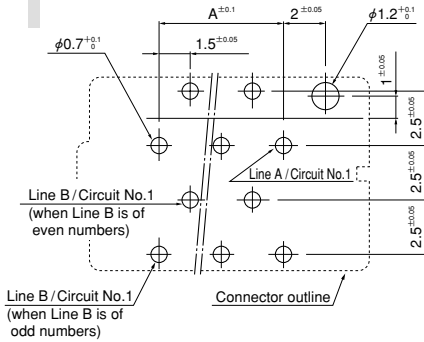 A±0.1
2±0.05
φ1.2+0.1 0
φ0.7+0.1 0
1.5±0.05
1±0.05
2.5±0.05
Line A / Circuit No.1
2.5±0.05
Line B / Circuit No.1
(when Line B is of
even numbers)
2.5±0.05
Line B / Circuit No.1
(when Line B is of
odd numbers)
Connector outline